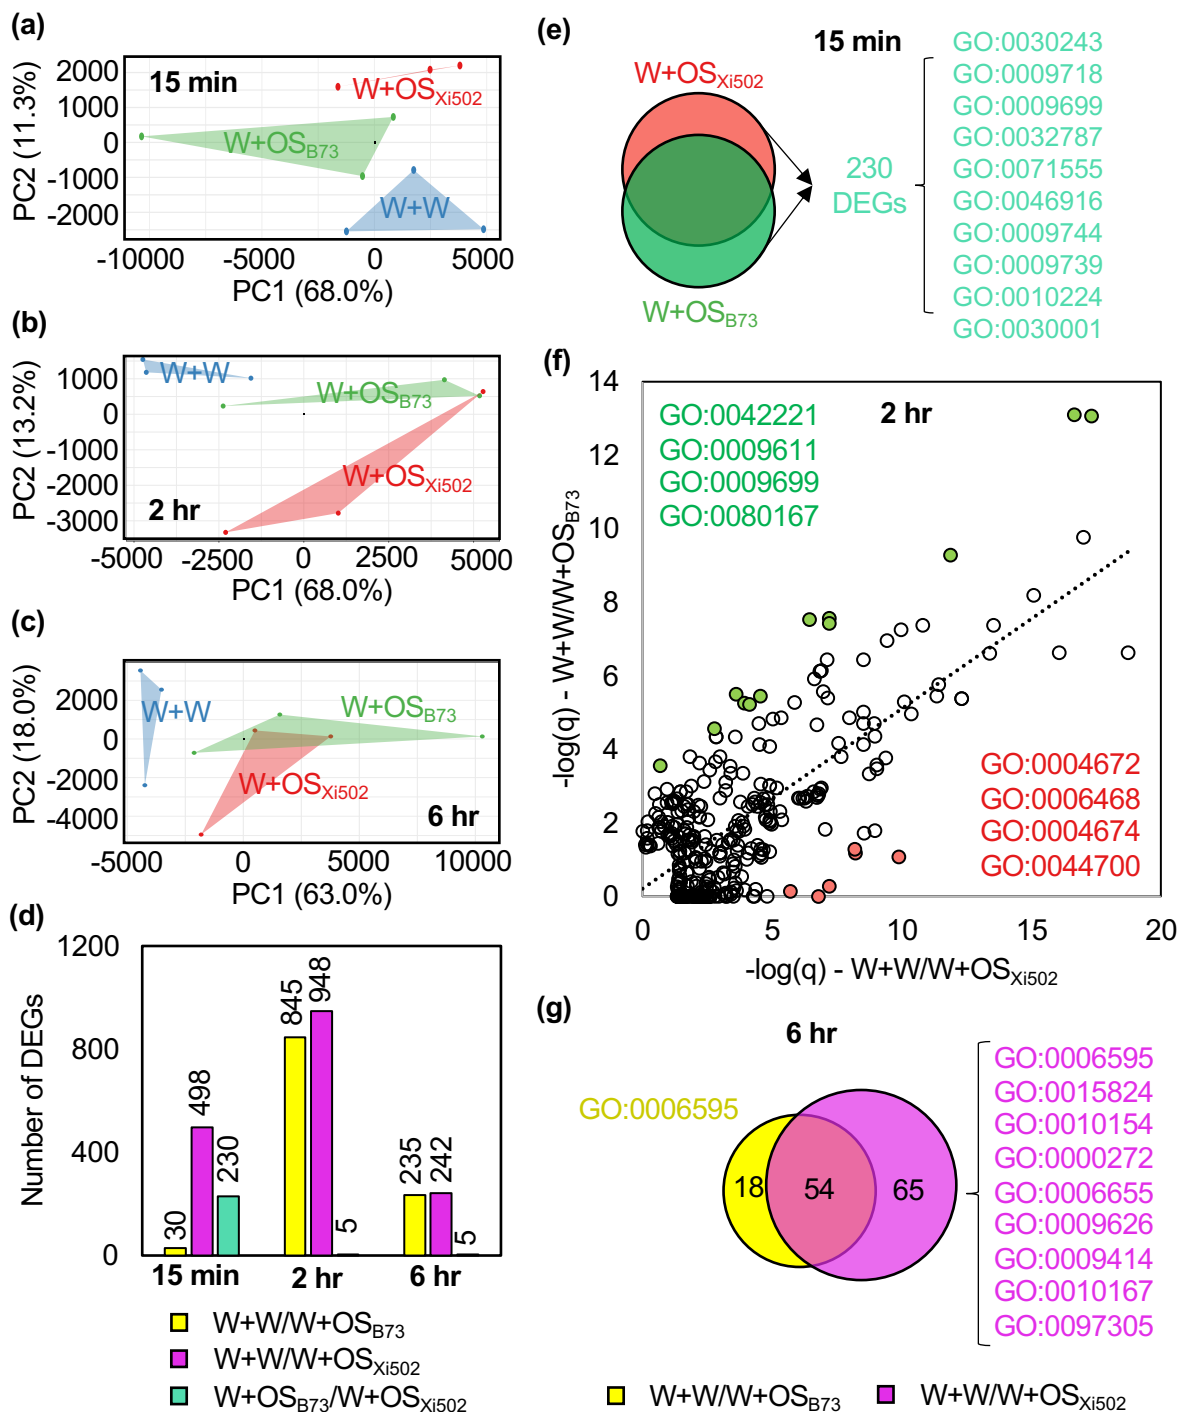 (a)
PC2 (11.3%)
2000
1000
0
-1000
-2000
15 min
W+OSXi502
W+OSB73
W+W
-10000 -5000 0 5000
PC1 (68.0%)
(b)
PC2 (13.2%)
1000
0
-1000
-2000
-3000
W+W
W+OSB73
W+OSXi502
2 hr
-5000 -2500 0 2500 5000
PC1 (68.0%)
(c)
PC2 (18.0%)
2000
0
-2000
-4000
W+W
W+OSB73
W+OSXi502
6 hr
-5000 0 5000 10000
PC1 (63.0%)
(d)
Number of DEGs
1200
800
400
0
30 498 230
845 948 5
235 242 5
15 min 2 hr 6 hr
W+W/W+OSB73
W+W/W+OSXi502
W+OSB73/W+OSXi502
(e)
15 min
W+OSXi502
W+OSB73
230
DEGs
GO:0030243
GO:0009718
GO:0009699
GO:0032787
GO:0071555
GO:0046916
GO:0009744
GO:0009739
GO:0010224
GO:0030001
(f)
-log(q) - W+W/W+OSB73
14
12
10
8
6
4
2
0
2 hr
GO:0042221
GO:0009611
GO:0009699
GO:0080167
GO:0004672
GO:0006468
GO:0004674
GO:0044700
0 5 10 15 20
-log(q) - W+W/W+OSXi502
(g)
6 hr
GO:0006595
18 54 65
GO:0006595
GO:0015824
GO:0010154
GO:0000272
GO:0006655
GO:0009626
GO:0009414
GO:0010167
GO:0097305
W+W/W+OSB73 W+W/W+OSXi502